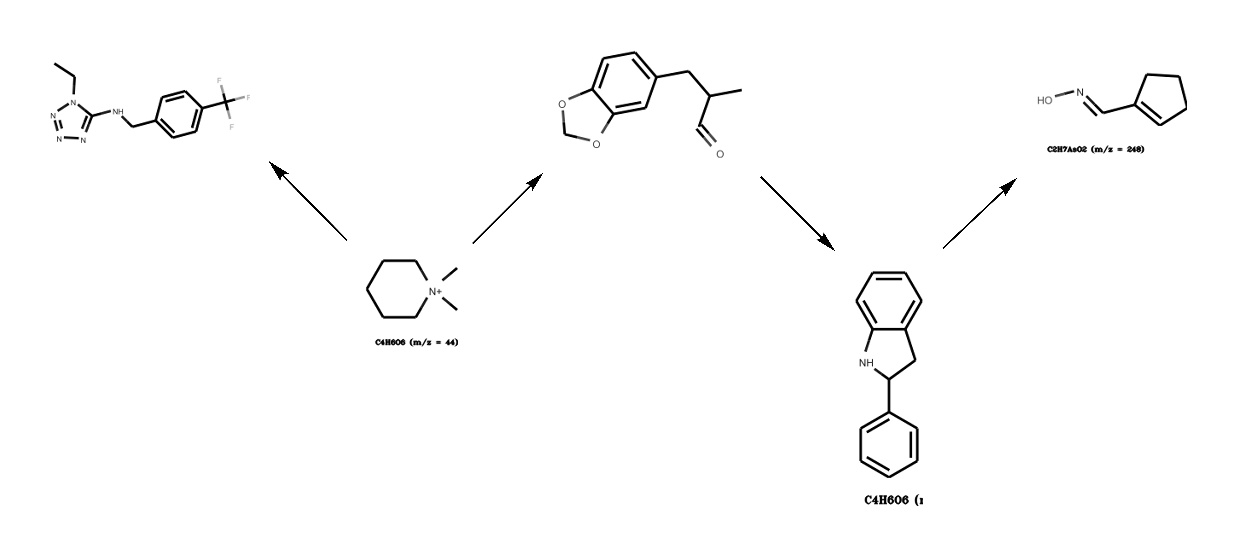 F
F
F
N
N
N
N
NH
O
O
O
HO
N
C2H7AsO2 (m/z = 248)
N+
C4H6O6 (m/z = 44)
NH
C4H6O6 (